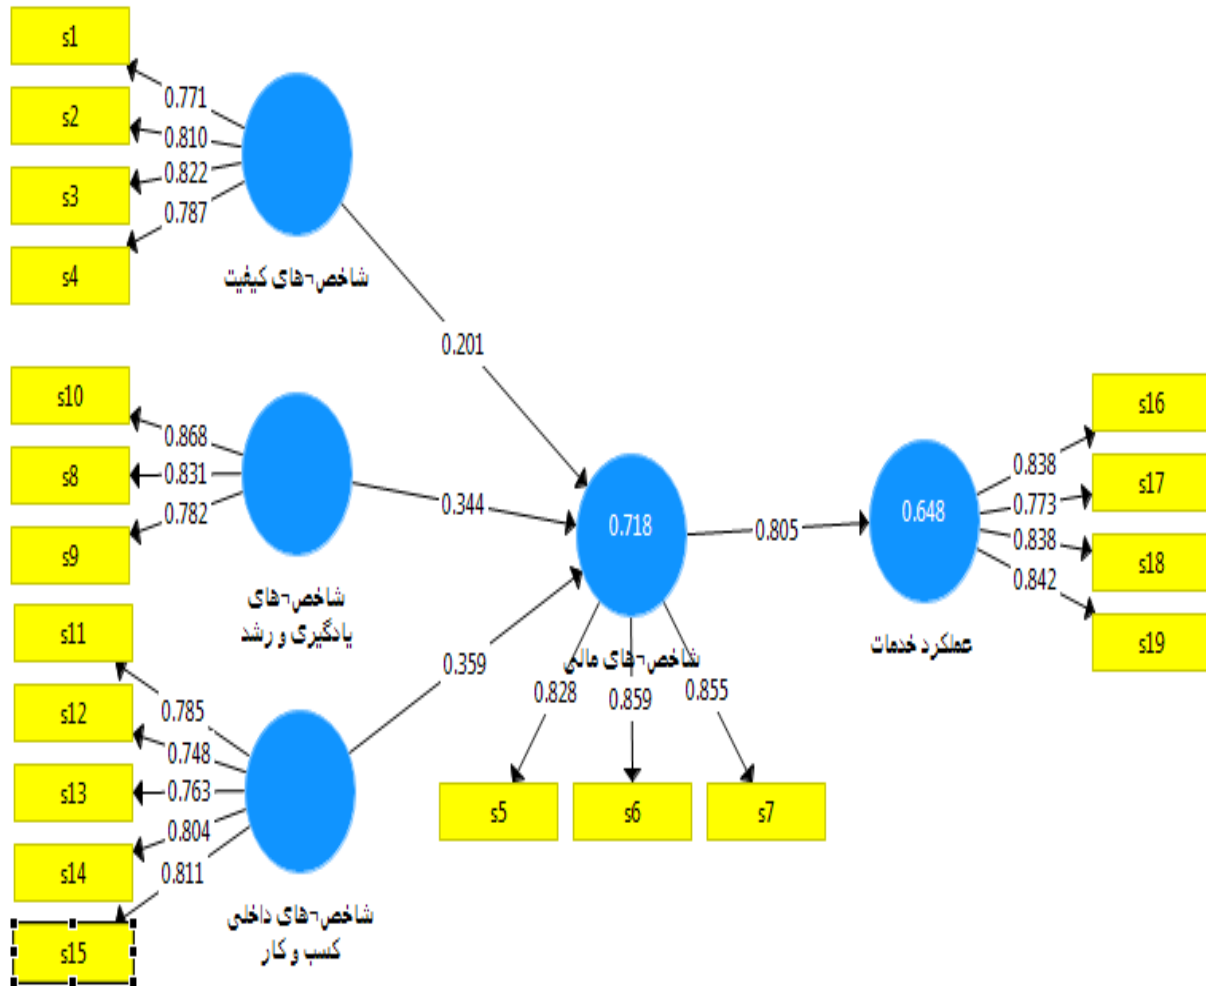 s1
s2
s3
s4
0.771
0.810
0.822
0.787
شاخص¬های کیفیت
0.201
s10
s8
s9
0.868
0.831
0.782
شاخص¬های
یادگیری و رشد
0.344
s11
s12
s13
s14
s15
0.785
0.748
0.763
0.804
0.811
شاخص¬های داخلی
کسب و کار
0.359
0.718
شاخص¬های مالی
0.828
0.859
0.855
s5
s6
s7
0.805
0.648
عملکرد خدمات
0.838
0.773
0.838
0.842
s16
s17
s18
s19